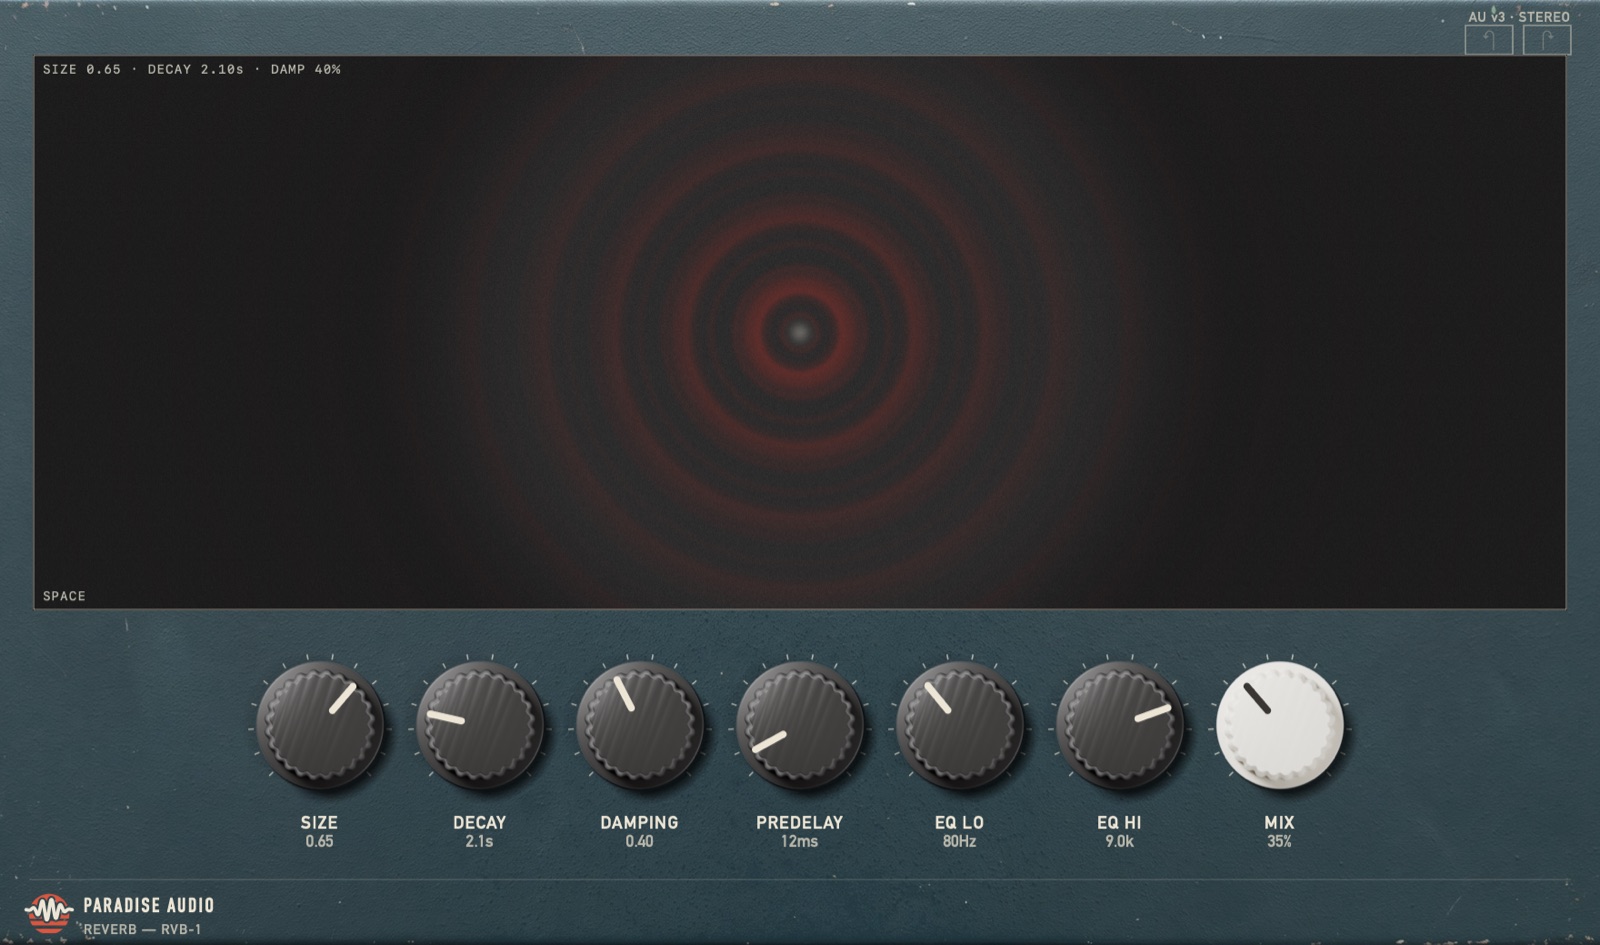 AU v3 · STEREO
SIZE 0.65 · DECAY 2.10s · DAMP 40%
SPACE
SIZE
0.65
DECAY
2.1s
DAMPING
0.40
PREDELAY
12ms
EQ LO
80Hz
EQ HI
9.0k
MIX
35%
PARADISE AUDIO
REVERB — RVB-1